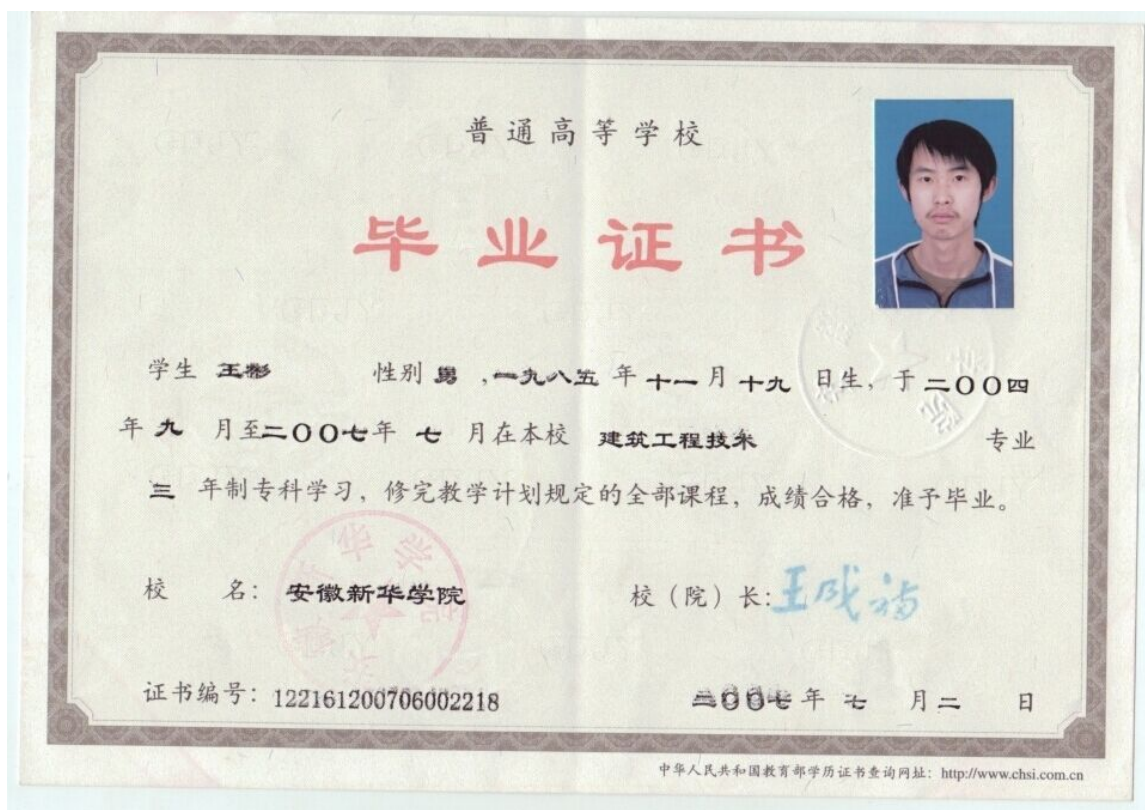 普通高等学校
毕业证书
学生 王彬 性别 男 ,一九八五 年 十一 月 十九 日生，于 二〇〇四
年 九 月至 二〇〇七 年 七 月在本校 建筑工程技术 专业
三 年制专科学习，修完教学计划规定的全部课程，成绩合格，准予毕业。
校 名： 安徽新华学院 校（院）长: 王成福
证书编号： 122161200706002218 二〇〇七 年 七 月 二 日
中华人民共和国教育部学历证书查询网址：http://www.chsi.com.cn